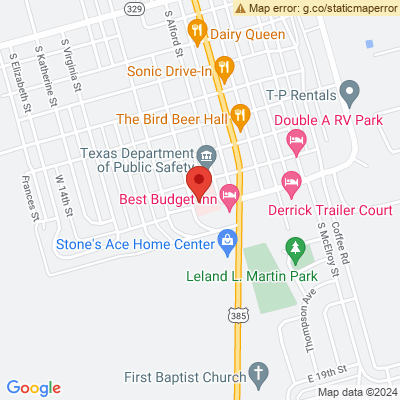 Map error: g.co/staticmaperror
329
S Alford St
Dairy Queen
S Elizabeth St
S Katherine St
S Virginia St
Sonic Drive-In
T-P Rentals
The Bird Beer Hall
Double A RV Park
Texas Department
of Public Safety
Frances St
W 14th St
Best Budget Inn
Derrick Trailer Court
Stone's Ace Home Center
Coffee Rd
S McElroy St
Leland L. Martin Park
Thompson Ave
385
First Baptist Church
E 19th St
Google
Map data ©2024